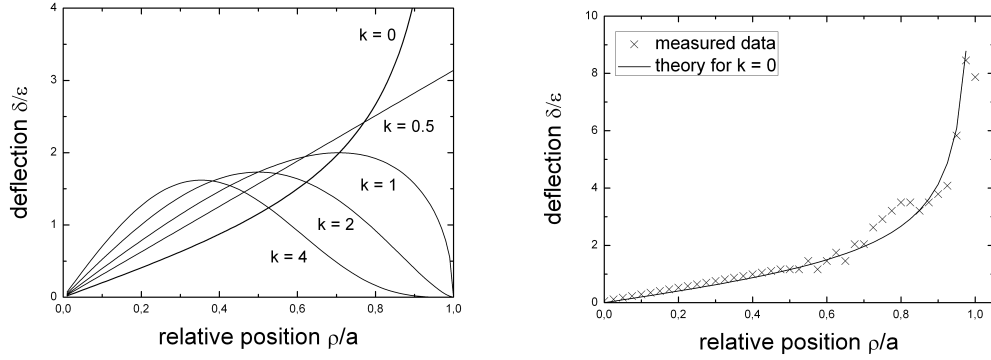 4
3
2
1
0
0,0
0,2
0,4
0,6
0,8
1,0
k = 0
k = 0.5
k = 1
k = 2
k = 4
deflection δ/ε
relative position ρ/a
10
8
6
4
2
0
0,0
0,2
0,4
0,6
0,8
1,0
measured data
theory for k = 0
deflection δ/ε
relative position ρ/a